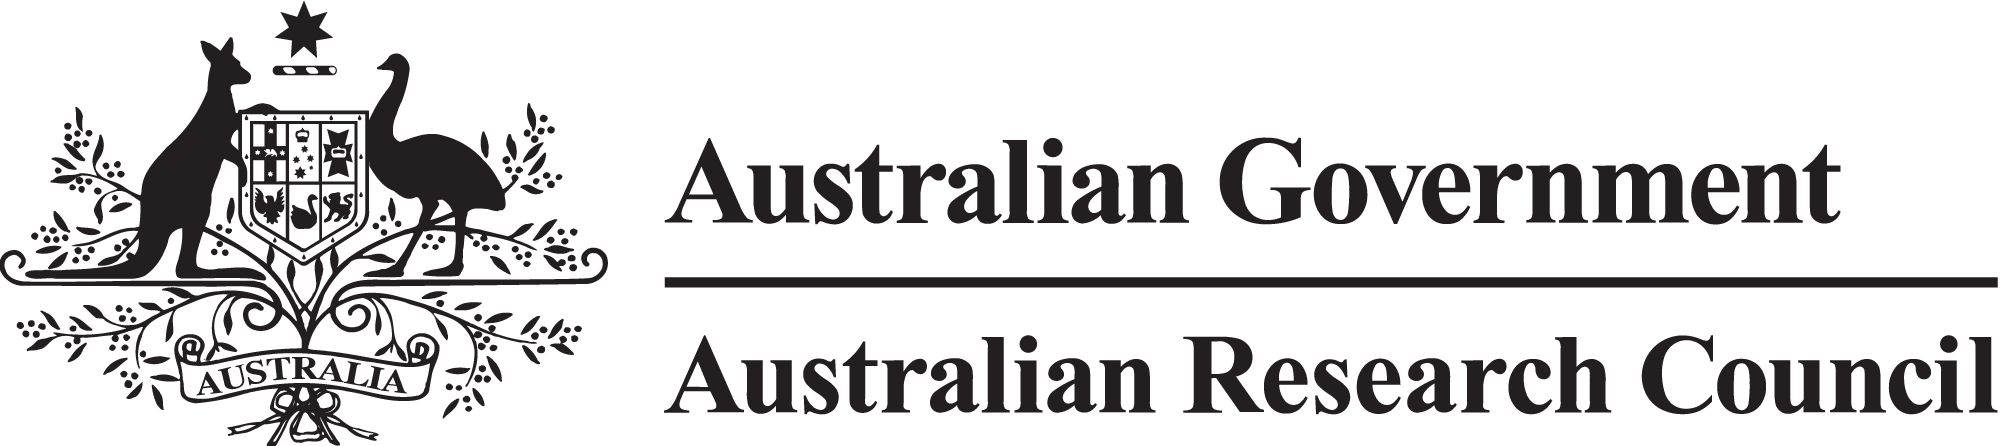 AUSTRALIA
Australian Government
Australian Research Council